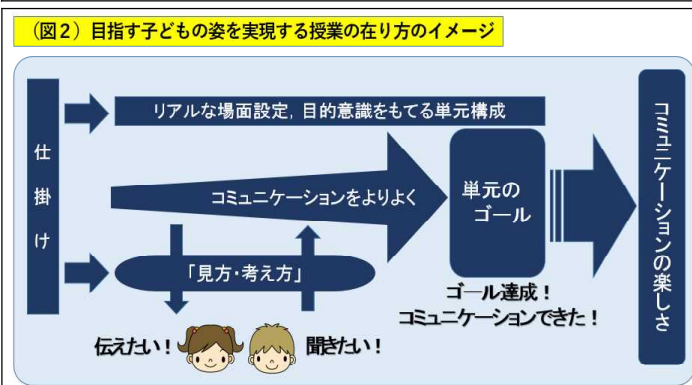 （図２）目指す子どもの姿を実現する授業の在り方のイメージ
仕掛け
リアルな場面設定，目的意識をもてる単元構成
コミュニケーションをよりよく
「見方・考え方」
伝えたい！
聞きたい！
単元の
ゴール
ゴール達成！
コミュニケーションできた！
コミュニケーションの楽しさ